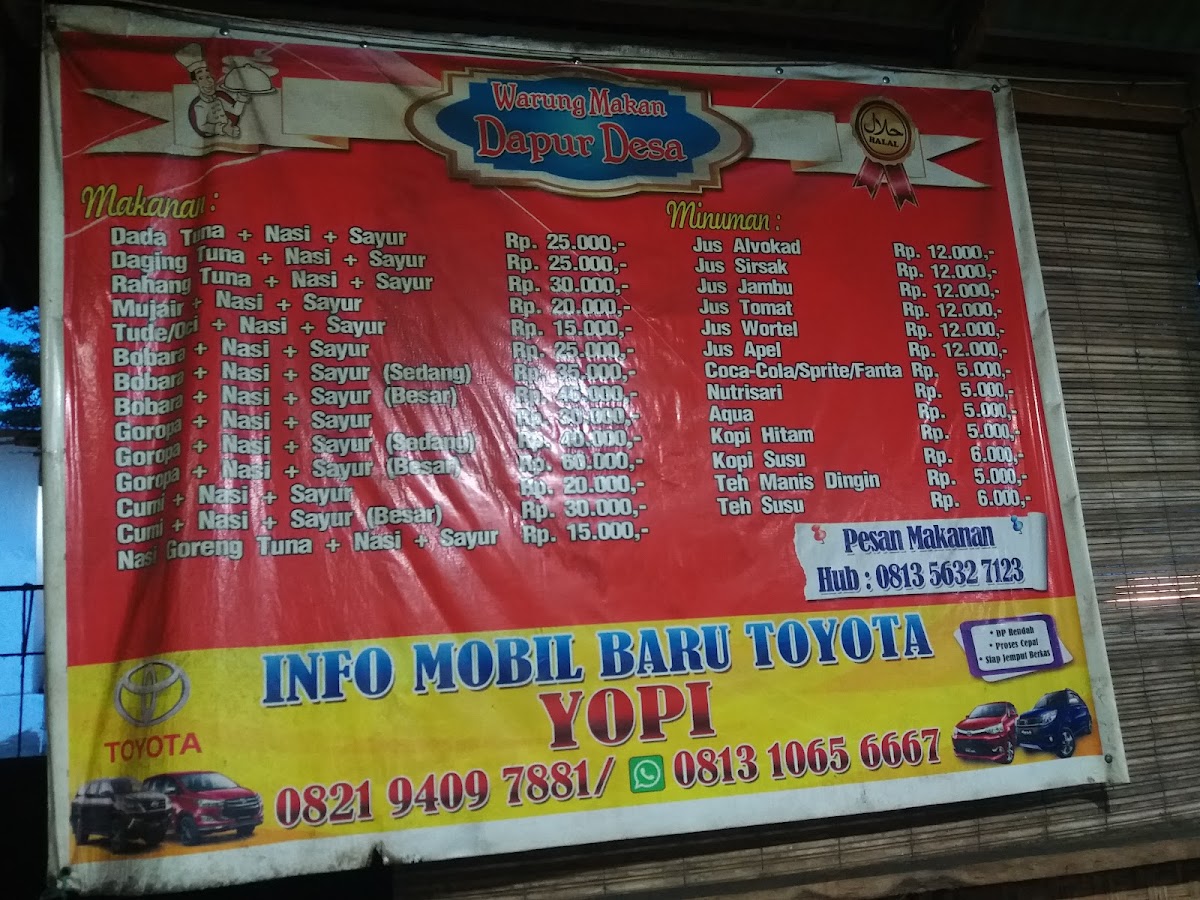 Warung Makan
Dapur Desa
حلال
HALAL
Makanan :
Dada Tuna + Nasi + Sayur Rp. 25.000,-
Daging Tuna + Nasi + Sayur Rp. 25.000,-
Rahang Tuna + Nasi + Sayur Rp. 30.000,-
Mujair + Nasi + Sayur Rp. 20.000,-
Tude/Oci + Nasi + Sayur Rp. 15.000,-
Bobara + Nasi + Sayur Rp. 25.000,-
Bobara + Nasi + Sayur (Sedang) Rp. 35.000,-
Bobara + Nasi + Sayur (Besar) Rp. 45.000,-
Goropa + Nasi + Sayur Rp. 30.000,-
Goropa + Nasi + Sayur (Sedang) Rp. 40.000,-
Goropa + Nasi + Sayur (Besar) Rp. 60.000,-
Cumi + Nasi + Sayur Rp. 20.000,-
Cumi + Nasi + Sayur (Besar) Rp. 30.000,-
Nasi Goreng Tuna + Nasi + Sayur Rp. 15.000,-
Minuman :
Jus Alvokad Rp. 12.000,-
Jus Sirsak Rp. 12.000,-
Jus Jambu Rp. 12.000,-
Jus Tomat Rp. 12.000,-
Jus Wortel Rp. 12.000,-
Jus Apel Rp. 12.000,-
Coca-Cola/Sprite/Fanta Rp. 5.000,-
Nutrisari Rp. 5.000,-
Aqua Rp. 5.000,-
Kopi Hitam Rp. 5.000,-
Kopi Susu Rp. 6.000,-
Teh Manis Dingin Rp. 5.000,-
Teh Susu Rp. 6.000,-
Pesan Makanan
Hub : 0813 5632 7123
INFO MOBIL BARU TOYOTA
YOPI
0821 9409 7881/ 0813 1065 6667
TOYOTA
• DP Rendah
• Proses Cepat
• Siap Jemput Berkas